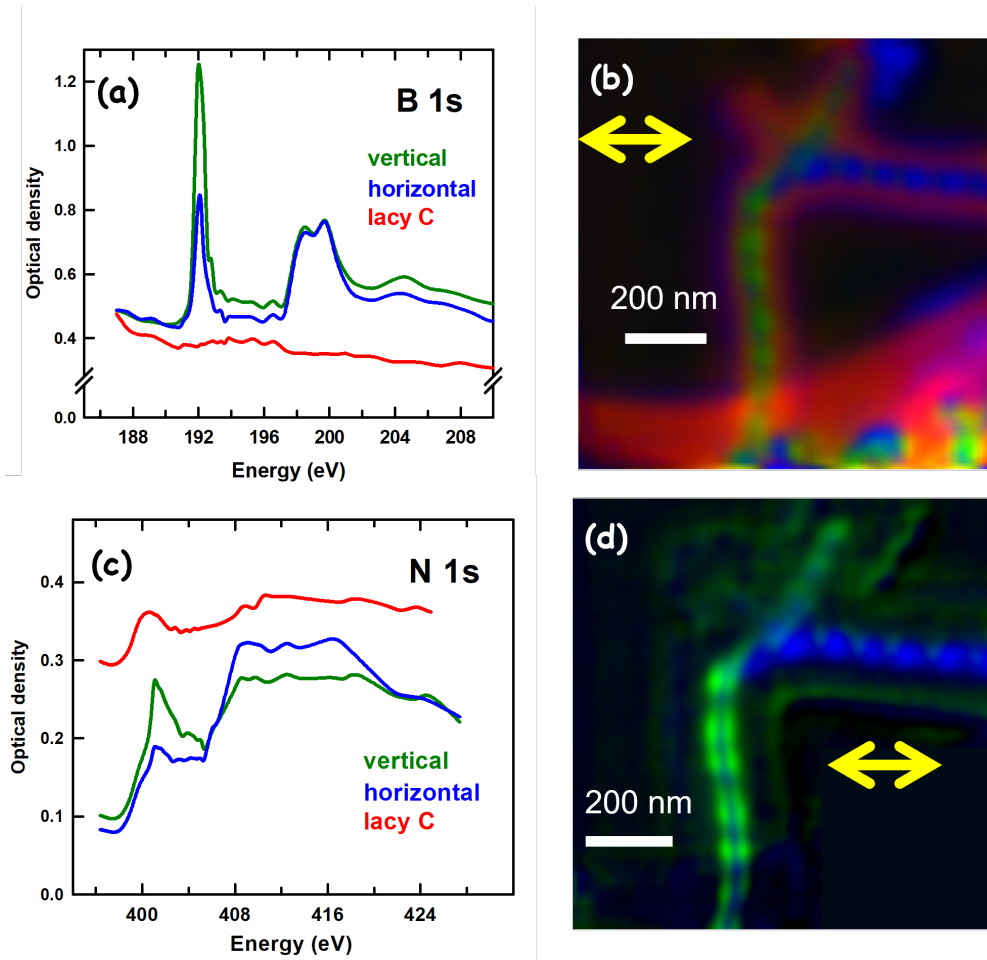 (a)
B 1s
vertical
horizontal
lacy C
1.2
1.0
0.8
0.6
0.4
0.0
Optical density
188 192 196 200 204 208
Energy (eV)
(b)
200 nm
(c)
N 1s
0.4
0.3
0.2
0.1
0.0
Optical density
vertical
horizontal
lacy C
400 408 416 424
Energy (eV)
(d)
200 nm